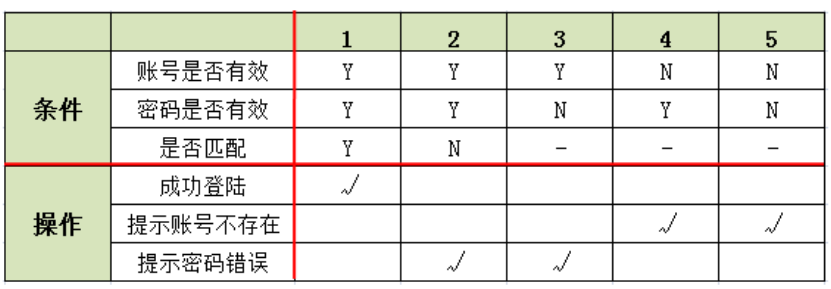 1 2 3 4 5
条件 账号是否有效 Y Y Y N N
密码是否有效 Y Y N Y N
是否匹配 Y N - - -
操作 成功登陆 √
提示账号不存在 √ √
提示密码错误 √ √